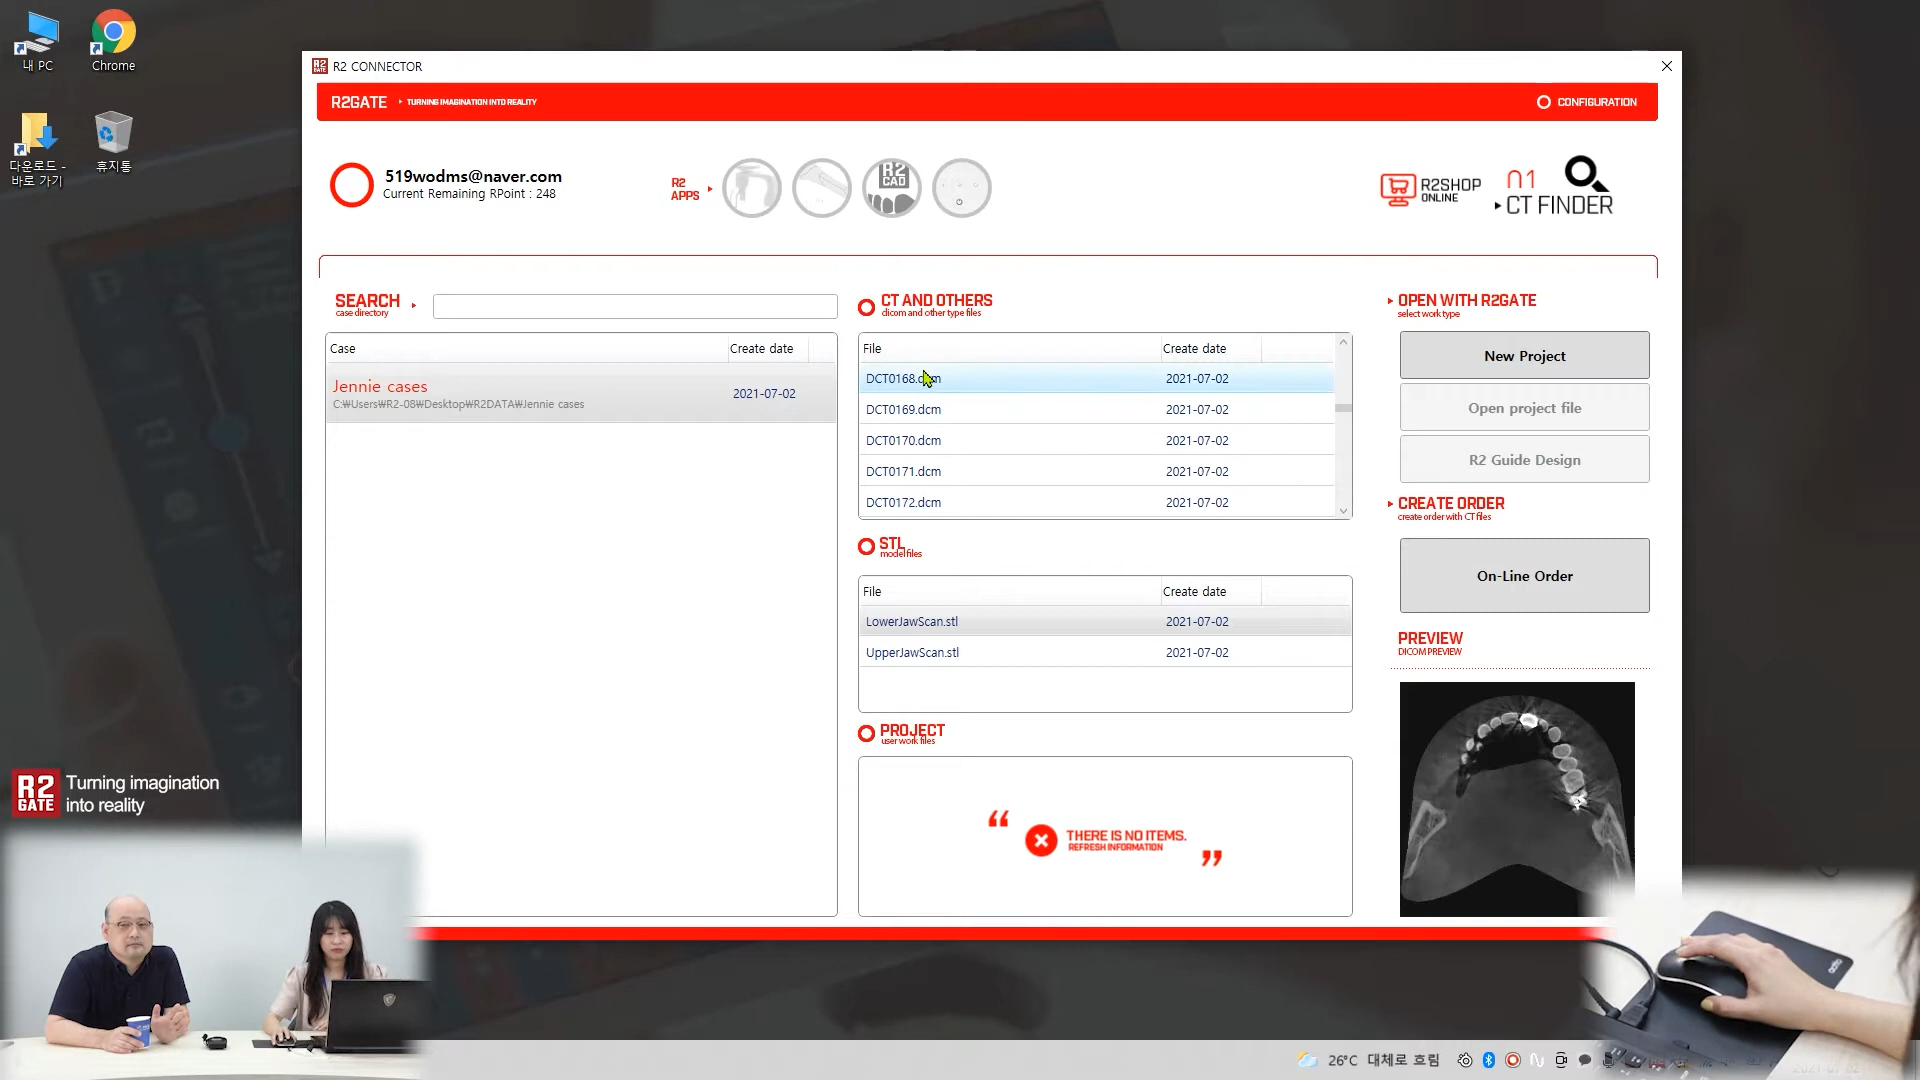 내 PC
Chrome
다운로드 -
바로 가기
휴지통
R2 GATE
R2 CONNECTOR
R2GATE
TURNING IMAGINATION INTO REALITY
CONFIGURATION
519wodms@naver.com
Current Remaining RPoint : 248
R2
APPS
R2
CAD
R2SHOP
ONLINE
CT FINDER
SEARCH
case directory
Case
Create date
Jennie cases
C:₩Users₩R2-08₩Desktop₩R2DATA₩Jennie cases
2021-07-02
CT AND OTHERS
dicom and other type files
File
Create date
DCT0168.dcm
2021-07-02
DCT0169.dcm
2021-07-02
DCT0170.dcm
2021-07-02
DCT0171.dcm
2021-07-02
DCT0172.dcm
2021-07-02
STL
model files
File
Create date
LowerJawScan.stl
2021-07-02
UpperJawScan.stl
2021-07-02
PROJECT
user work files
“
THERE IS NO ITEMS.
REFRESH INFORMATION
”
OPEN WITH R2GATE
select work type
New Project
Open project file
R2 Guide Design
CREATE ORDER
create order with CT files
On-Line Order
PREVIEW
DICOM PREVIEW
R2
GATE
Turning imagination
into reality
26°C 대체로 흐림